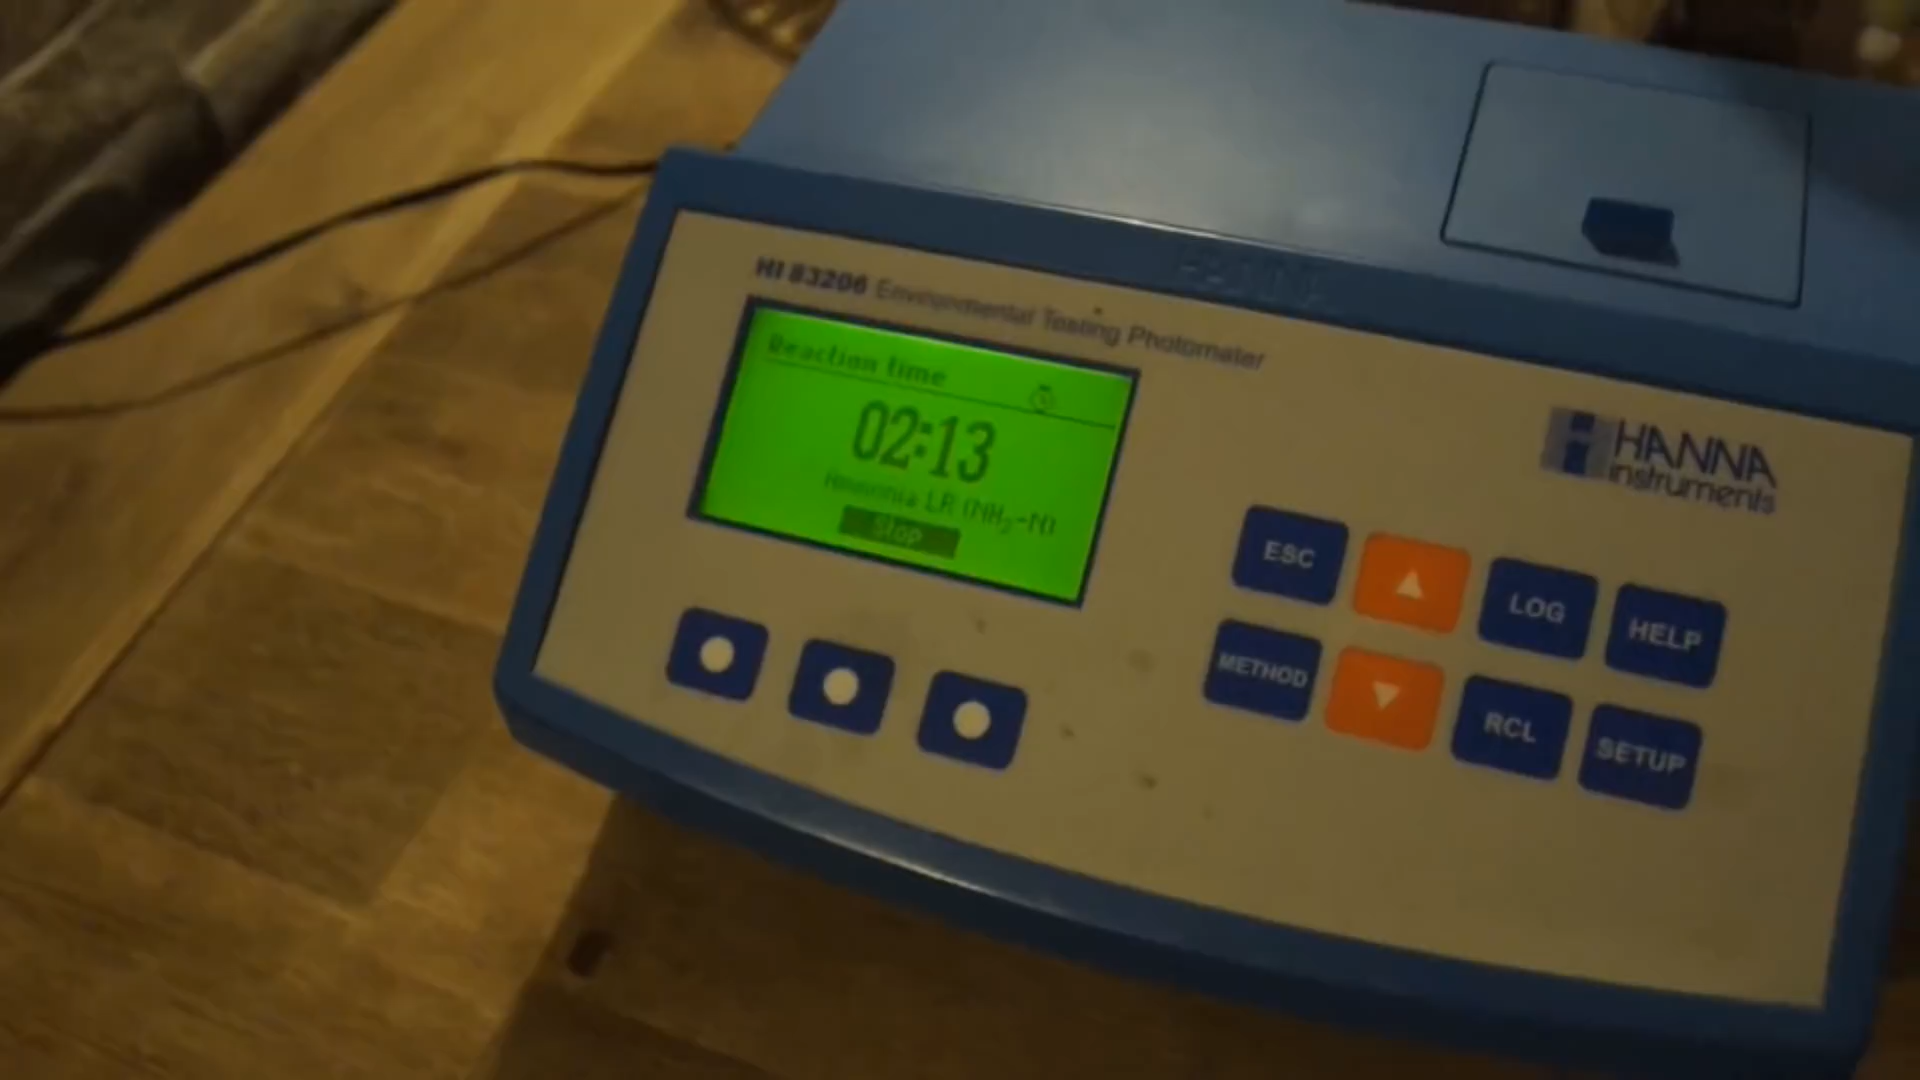 HI 83206 Environmental Testing Photometer
Reaction time
02:13
Ammonia LR (NH₃-N)
Stop
HANNA
instruments
ESC
▲
LOG
HELP
METHOD
▼
RCL
SETUP